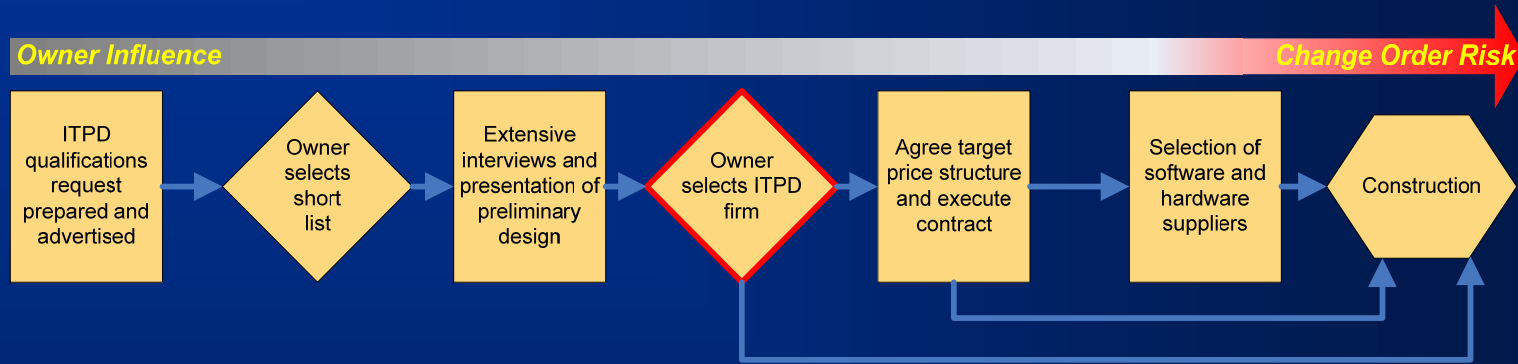 Owner Influence
Change Order Risk
ITPD
qualifications
request
prepared and
advertised
Owner
selects
short
list
Extensive
interviews and
presentation of
preliminary
design
Owner
selects ITPD
firm
Agree target
price structure
and execute
contract
Selection of
software and
hardware
suppliers
Construction